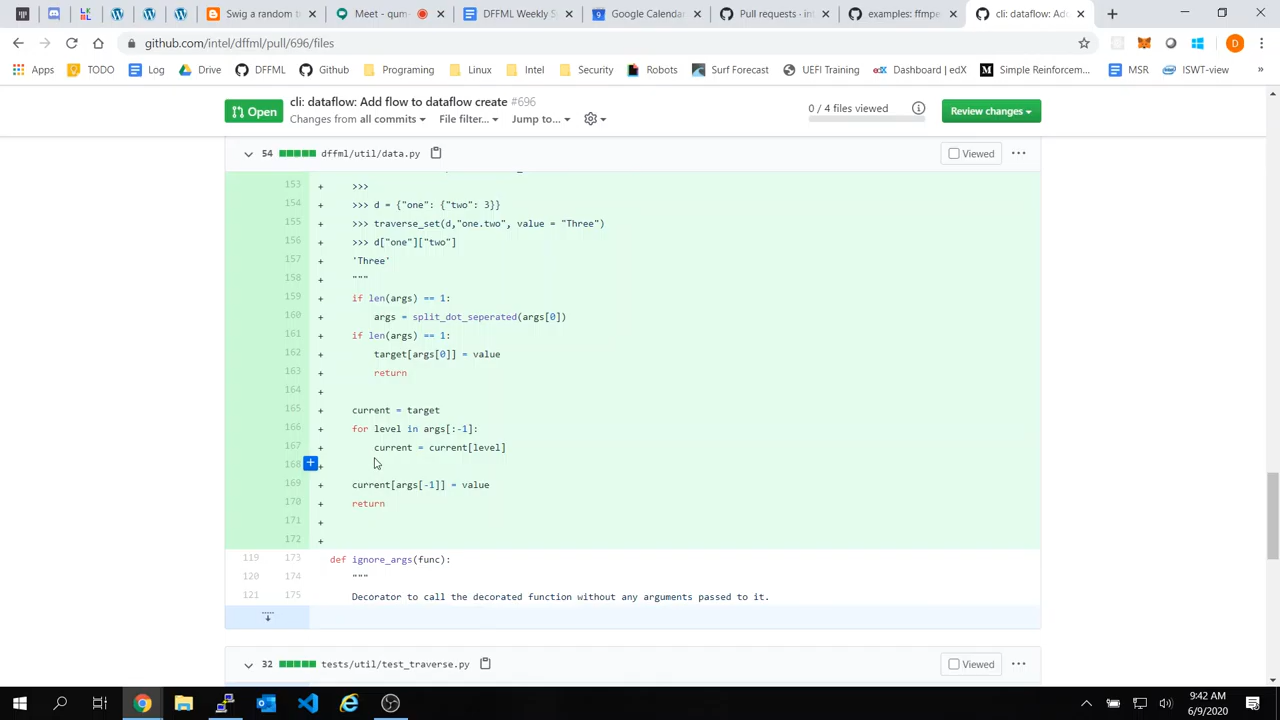 Swig a random t
Meet - qum-
DFFML Weekly S
Google Calenda
Pull requests - in
examples: ffmpe
cli: dataflow: Add
github.com/intel/dffml/pull/696/files
Apps
TODO
Log
Drive
DFFML
Github
Programming
Linux
Intel
Security
Robots
Surf Forecast
UEFI Training
Dashboard | edX
Simple Reinforcem...
MSR
ISWT-view
»
Open
cli: dataflow: Add flow to dataflow create #696
Changes from all commits
File filter...
Jump to...
0 / 4 files viewed
Review changes
54 dffml/util/data.py
Viewed
153 + >>>
154 + >>> d = {"one": {"two": 3}}
155 + >>> traverse_set(d,"one.two", value = "Three")
156 + >>> d["one"]["two"]
157 + 'Three'
158 + """
159 + if len(args) == 1:
160 + args = split_dot_seperated(args[0])
161 + if len(args) == 1:
162 + target[args[0]] = value
163 + return
164 +
165 + current = target
166 + for level in args[:-1]:
167 + current = current[level]
168 +
169 + current[args[-1]] = value
170 + return
171 +
172 +
119 173 def ignore_args(func):
120 174 """
121 175 Decorator to call the decorated function without any arguments passed to it.
32 tests/util/test_traverse.py
Viewed
9:42 AM
6/9/2020